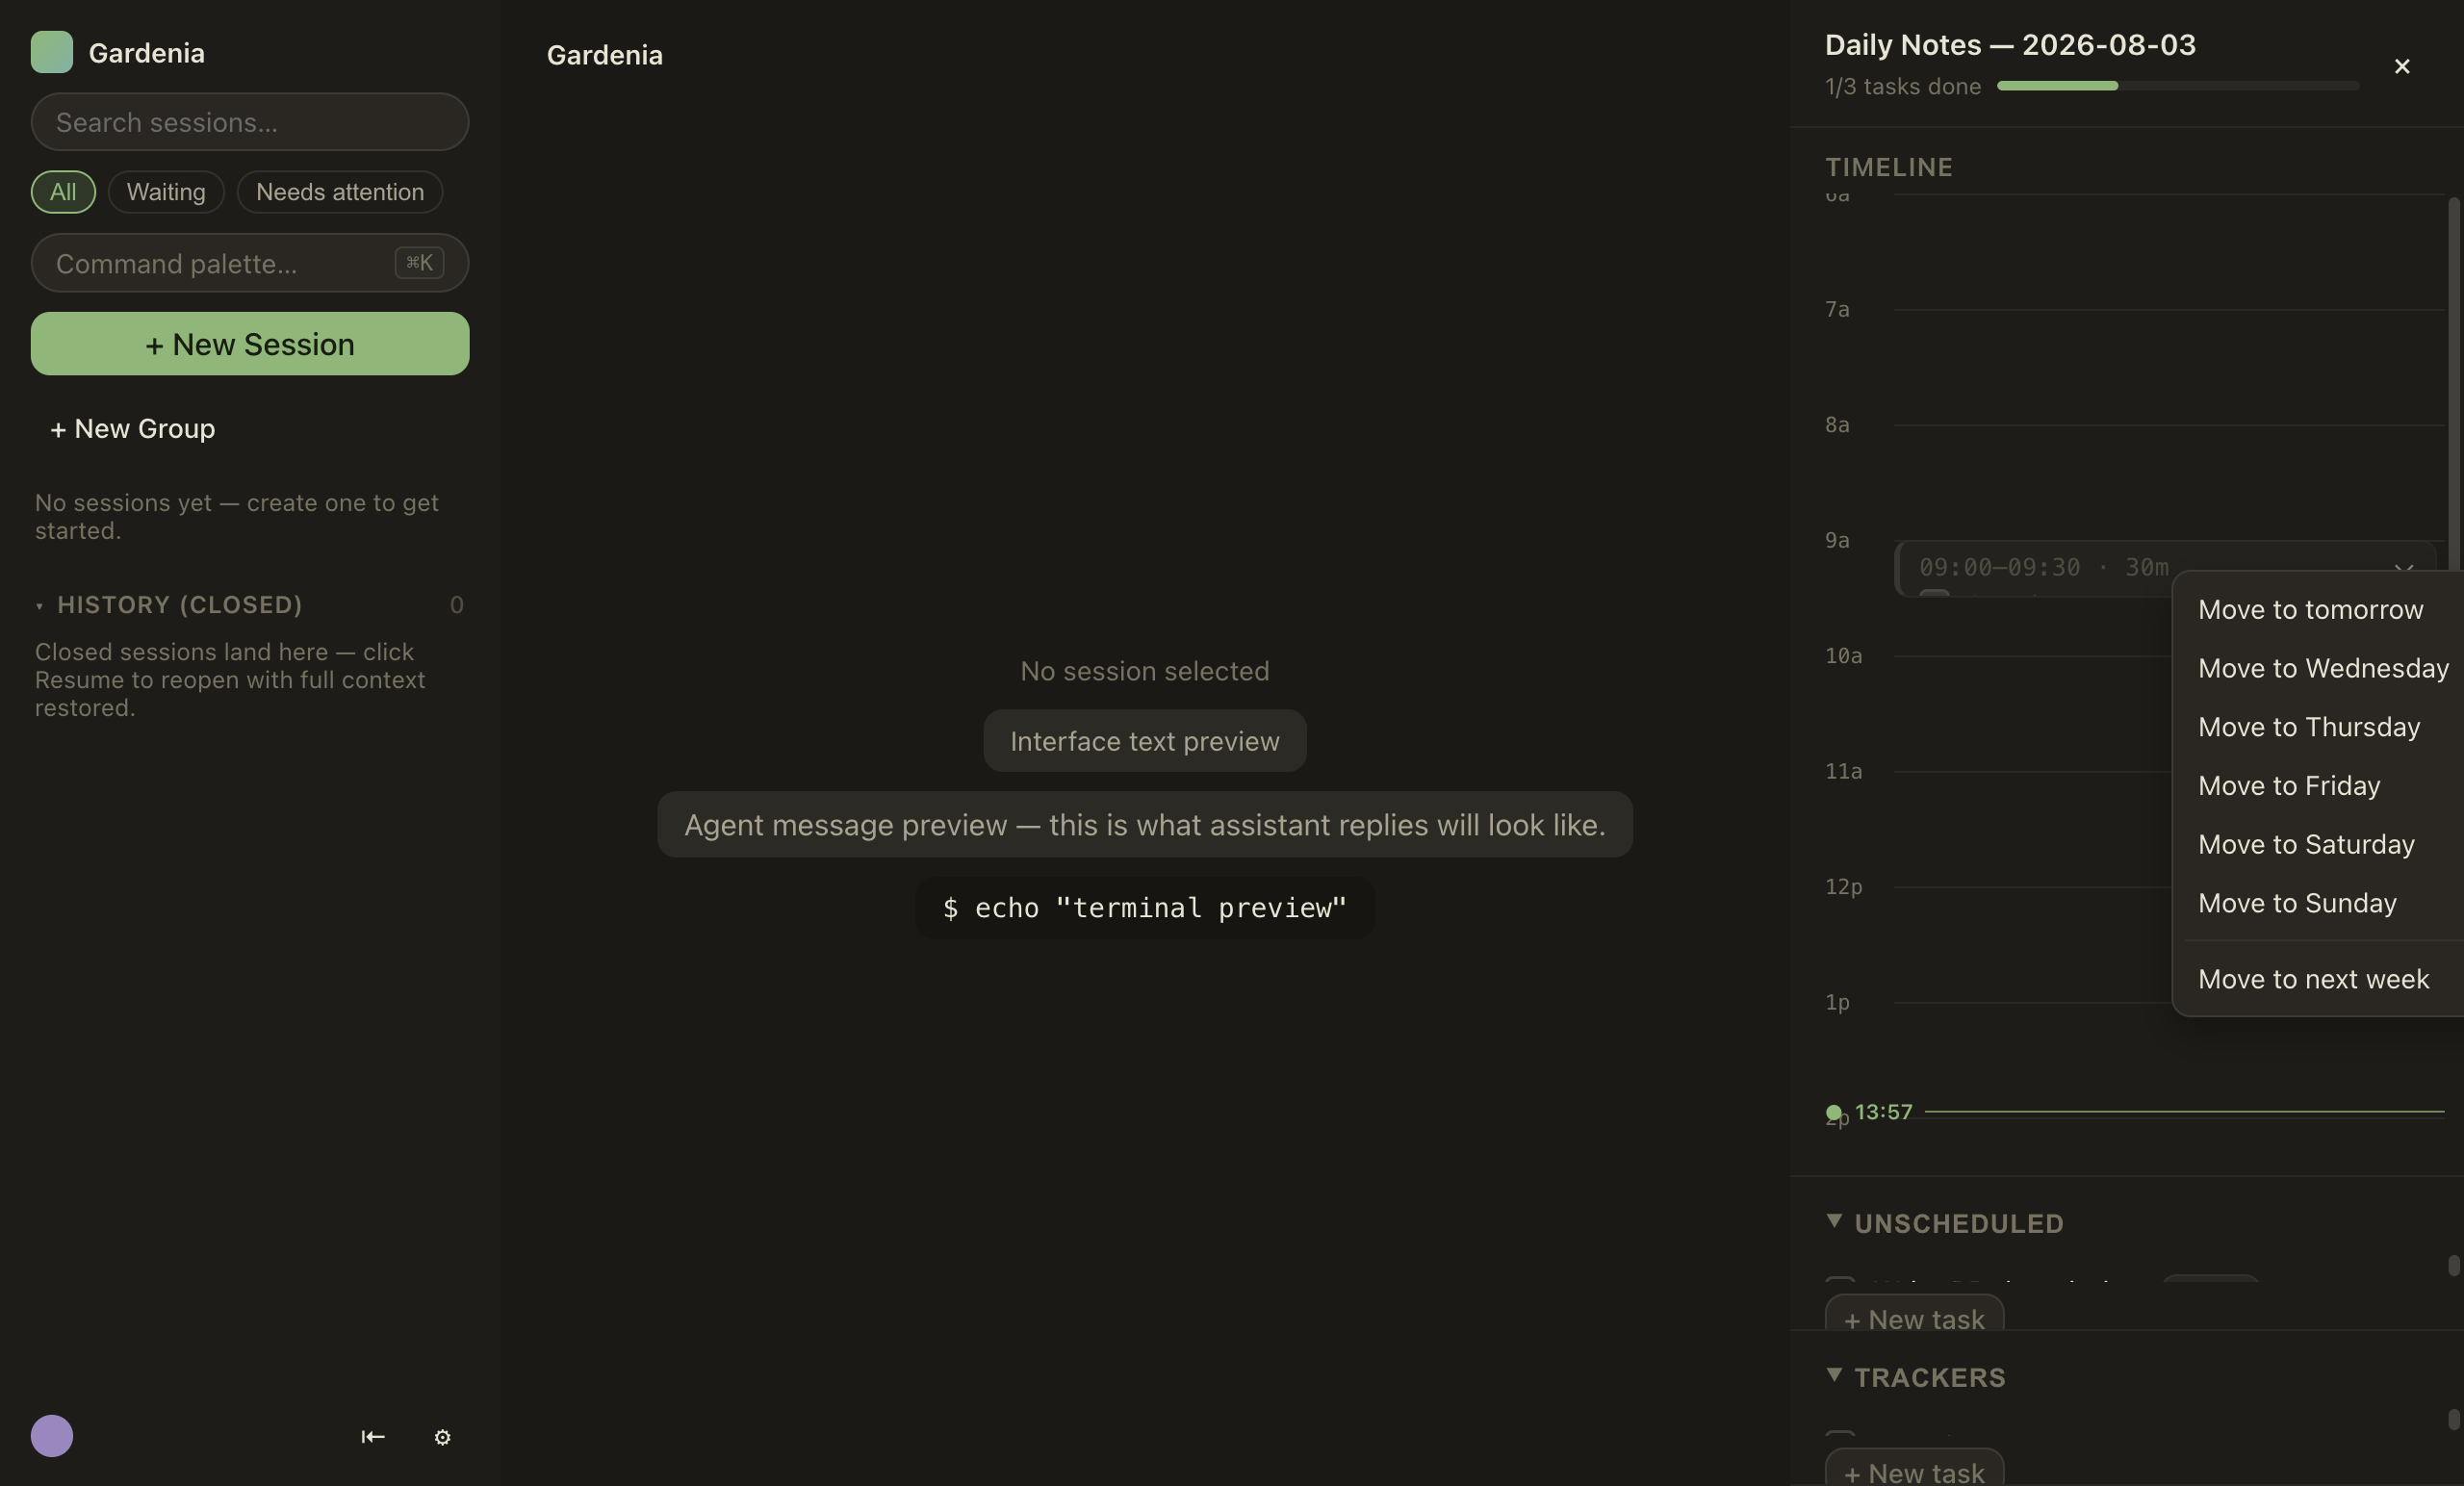 Gardenia
Search sessions...
All
Waiting
Needs attention
Command palette...
⌘K
+ New Session
+ New Group
No sessions yet — create one to get
started.
▾ HISTORY (CLOSED)
0
Closed sessions land here — click
Resume to reopen with full context
restored.
Gardenia
No session selected
Interface text preview
Agent message preview — this is what assistant replies will look like.
$ echo "terminal preview"
Daily Notes — 2026-08-03
1/3 tasks done
×
TIMELINE
6a
7a
8a
9a
09:00–09:30 · 30m
10a
11a
12p
1p
2p
13:57
Move to tomorrow
Move to Wednesday
Move to Thursday
Move to Friday
Move to Saturday
Move to Sunday
Move to next week
▼ UNSCHEDULED
+ New task
▼ TRACKERS
+ New task